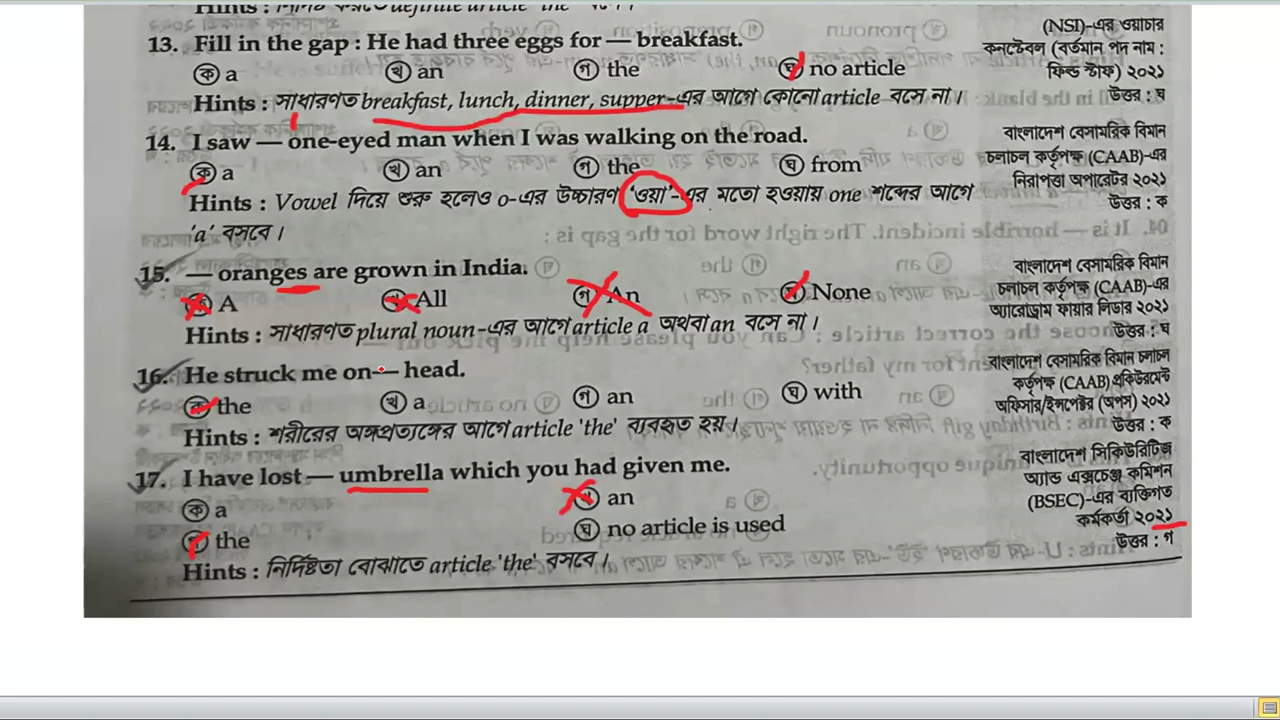 13. Fill in the gap : He had three eggs for — breakfast.
ক a খ an গ the ঘ no article
Hints : সাধারণত breakfast, lunch, dinner, supper-এর আগে কোনো article বসে না।
(NSI)-এর ওয়াচার
কনস্টেবল (বর্তমান পদ নাম :
ফিল্ড স্টাফ) ২০২১
উত্তর : ঘ
14. I saw — one-eyed man when I was walking on the road.
ক a খ an গ the ঘ from
Hints : Vowel দিয়ে শুরু হলেও o-এর উচ্চারণ 'ওয়া'-এর মতো হওয়ায় one শব্দের আগে
'a' বসবে।
বাংলাদেশ বেসামরিক বিমান
চলাচল কর্তৃপক্ষ (CAAB)-এর
নিরাপত্তা অপারেটর ২০২১
উত্তর : ক
15. — oranges are grown in India.
ক A খ All গ An ঘ None
Hints : সাধারণত plural noun-এর আগে article a অথবা an বসে না।
বাংলাদেশ বেসামরিক বিমান
চলাচল কর্তৃপক্ষ (CAAB)-এর
অ্যারোড্রাম ফায়ার লিডার ২০২১
উত্তর : ঘ
16. He struck me on— head.
ক the খ a গ an ঘ with
Hints : শরীরের অঙ্গপ্রত্যঙ্গের আগে article 'the' ব্যবহৃত হয়।
বাংলাদেশ বেসামরিক বিমান চলাচল
কর্তৃপক্ষ (CAAB) একিউরমেন্ট
অফিসার/ইন্সপেক্টর (অপস) ২০২১
উত্তর : ক
17. I have lost — umbrella which you had given me.
ক a খ an
গ the ঘ no article is used
Hints : নির্দিষ্টতা বোঝাতে article 'the' বসবে।
বাংলাদেশ সিকিউরিটিজ
অ্যান্ড এক্সচেঞ্জ কমিশন
(BSEC)-এর ব্যক্তিগত
কর্মকর্তা ২০২১
উত্তর : গ